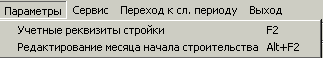 Параметры Сервис Переход к сл. периоду Выход
Учетные реквизиты стройки F2
Редактирование месяца начала строительства Alt+F2